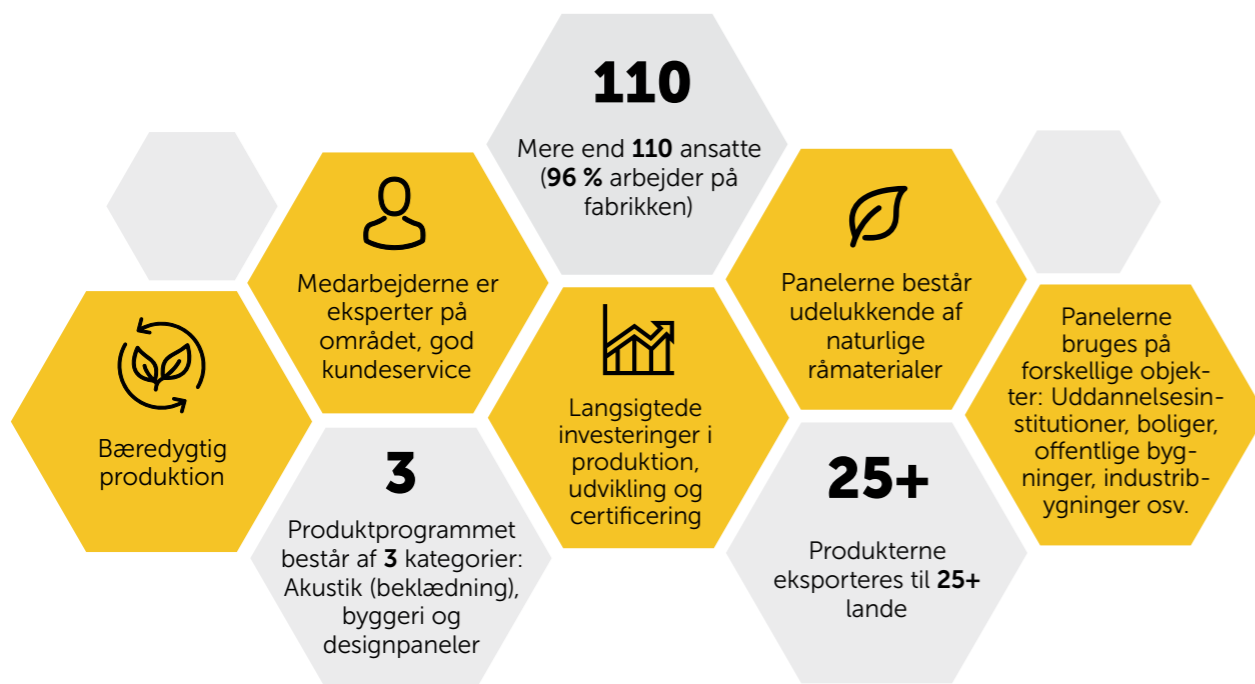 110
Mere end 110 ansatte
(96 % arbejder på
fabrikken)
Medarbejderne er
eksperter på
området, god
kundeservice
Panelerne består
udelukkende af
naturlige
råmaterialer
Bæredygtig
produktion
Langsigtede
investeringer i
produktion,
udvikling og
certificering
Panelerne
bruges på
forskellige objek-
ter: Uddannelsesin-
stitutioner, boliger,
offentlige byg-
ninger, industrib-
ygninger osv.
3
Produktprogrammet
består af 3 kategorier:
Akustik (beklædning),
byggeri og
designpaneler
25+
Produkterne
eksporteres til 25+
lande